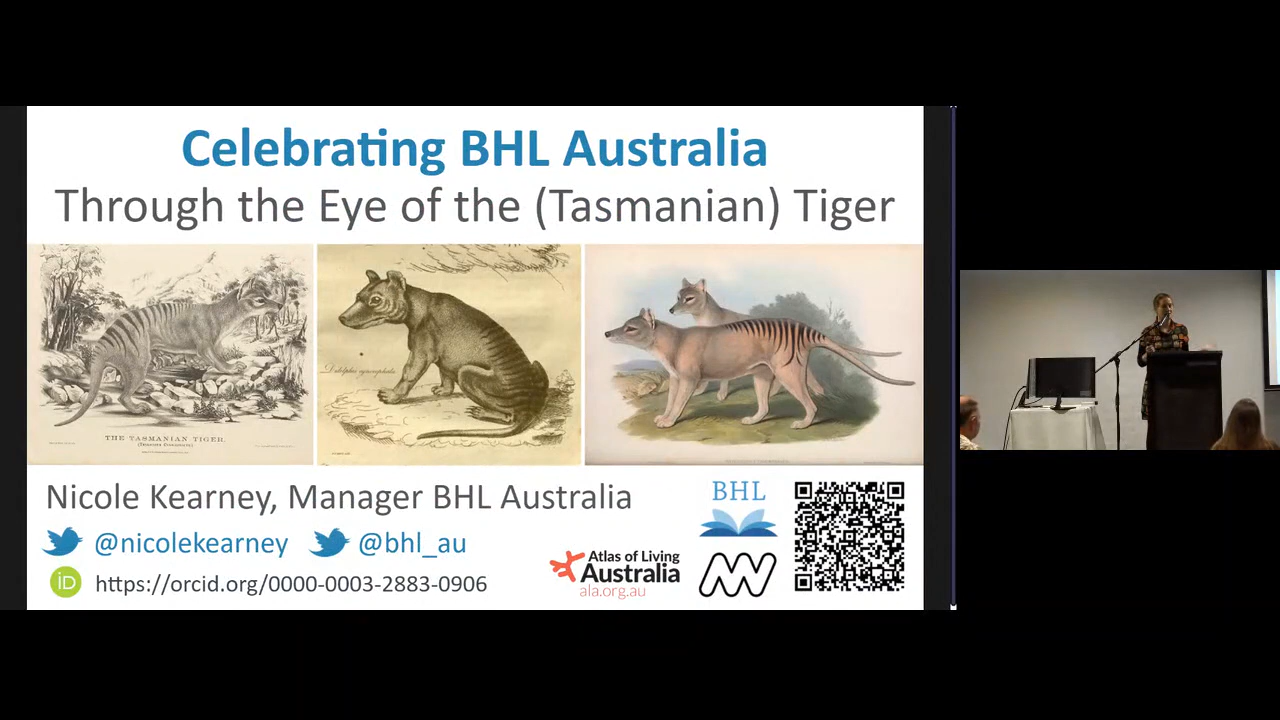 Celebrating BHL Australia
Through the Eye of the (Tasmanian) Tiger
THE TASMANIAN TIGER.
Nicole Kearney, Manager BHL Australia
@nicolekearney @bhl_au
iD https://orcid.org/0000-0003-2883-0906
BHL
Atlas of Living
Australia
ala.org.au